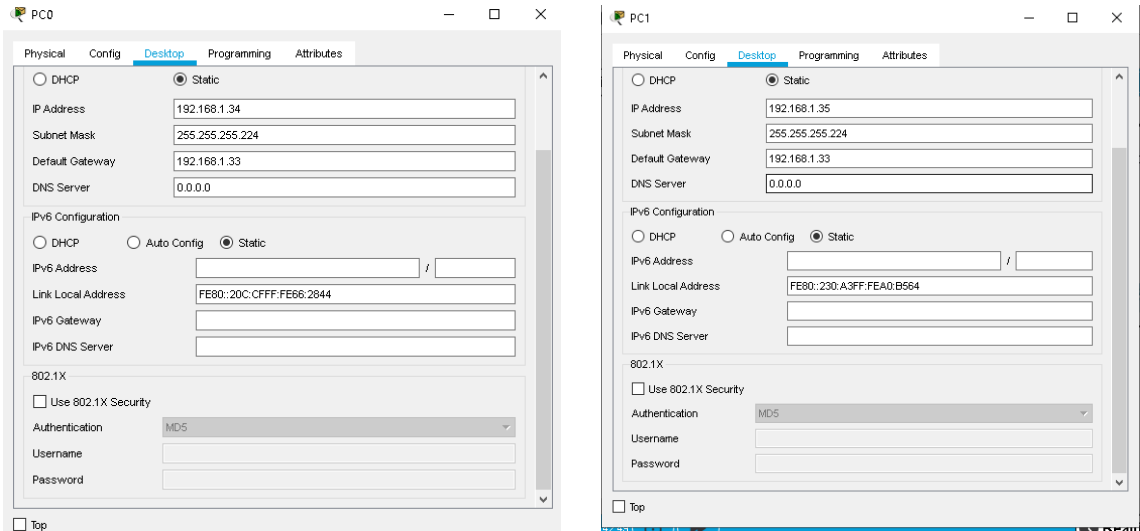 PC0
Physical Config Desktop Programming Attributes
DHCP Static
IP Address 192.168.1.34
Subnet Mask 255.255.255.224
Default Gateway 192.168.1.33
DNS Server 0.0.0.0
IPv6 Configuration
DHCP Auto Config Static
IPv6 Address /
Link Local Address FE80::20C:CFFF:FE66:2844
IPv6 Gateway
IPv6 DNS Server
802.1X
Use 802.1X Security
Authentication MD5
Username
Password
Top
PC1
Physical Config Desktop Programming Attributes
DHCP Static
IP Address 192.168.1.35
Subnet Mask 255.255.255.224
Default Gateway 192.168.1.33
DNS Server 0.0.0.0
IPv6 Configuration
DHCP Auto Config Static
IPv6 Address /
Link Local Address FE80::230:A3FF:FEA0:B564
IPv6 Gateway
IPv6 DNS Server
802.1X
Use 802.1X Security
Authentication MD5
Username
Password
Top